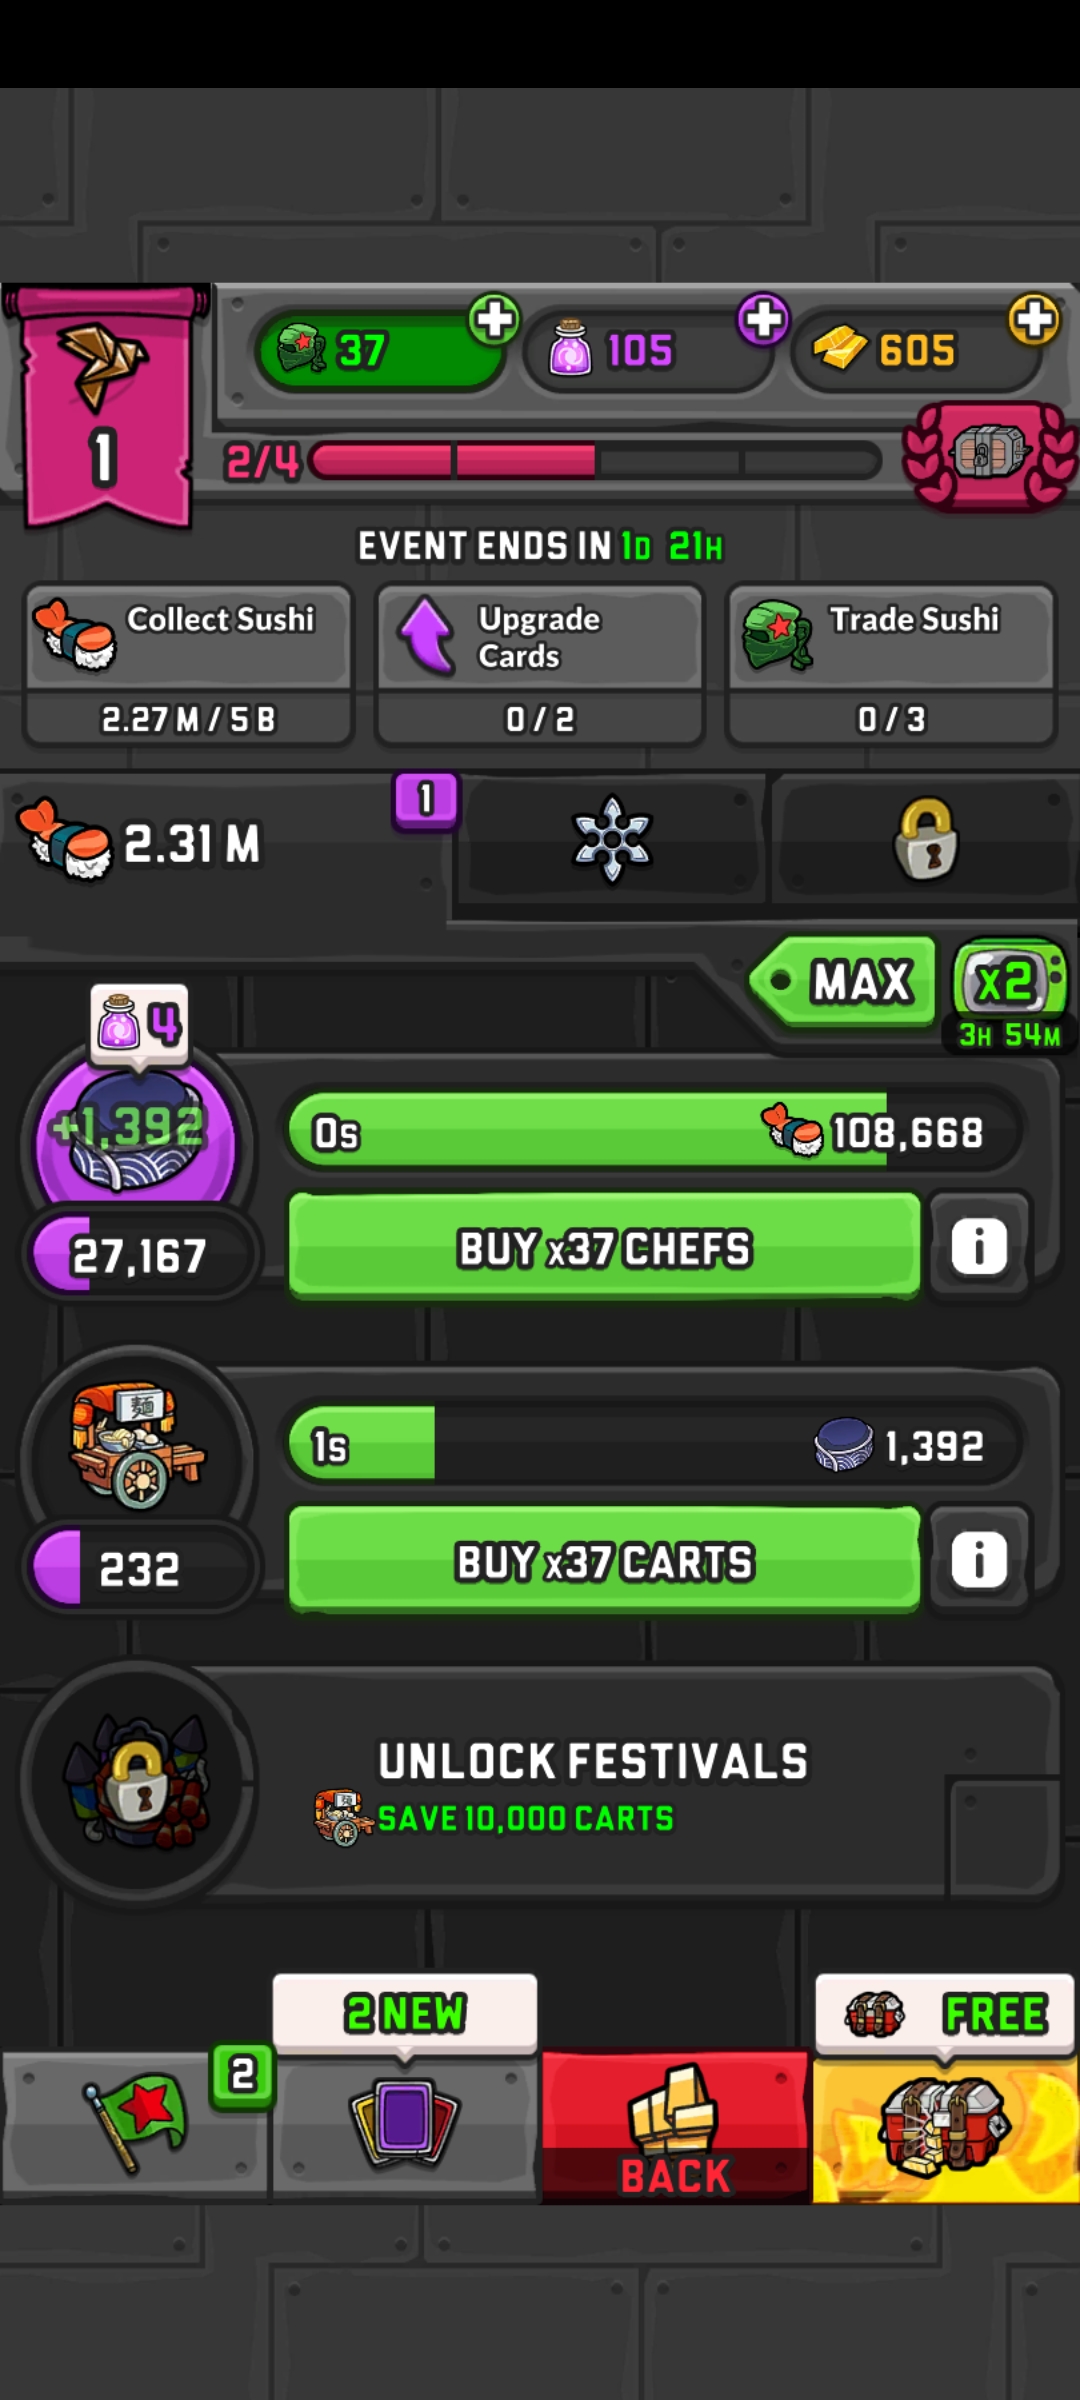 37
105
605
1
2/4
EVENT ENDS IN 1D 21H
Collect Sushi
2.27 M / 5 B
Upgrade
Cards
0 / 2
Trade Sushi
0 / 3
2.31 M
1
MAX
x2
3H 54M
4
+1,392
27,167
0s
108,668
BUY x37 CHEFS
i
麺
232
1s
1,392
BUY x37 CARTS
i
UNLOCK FESTIVALS
SAVE 10,000 CARTS
2
2 NEW
BACK
FREE